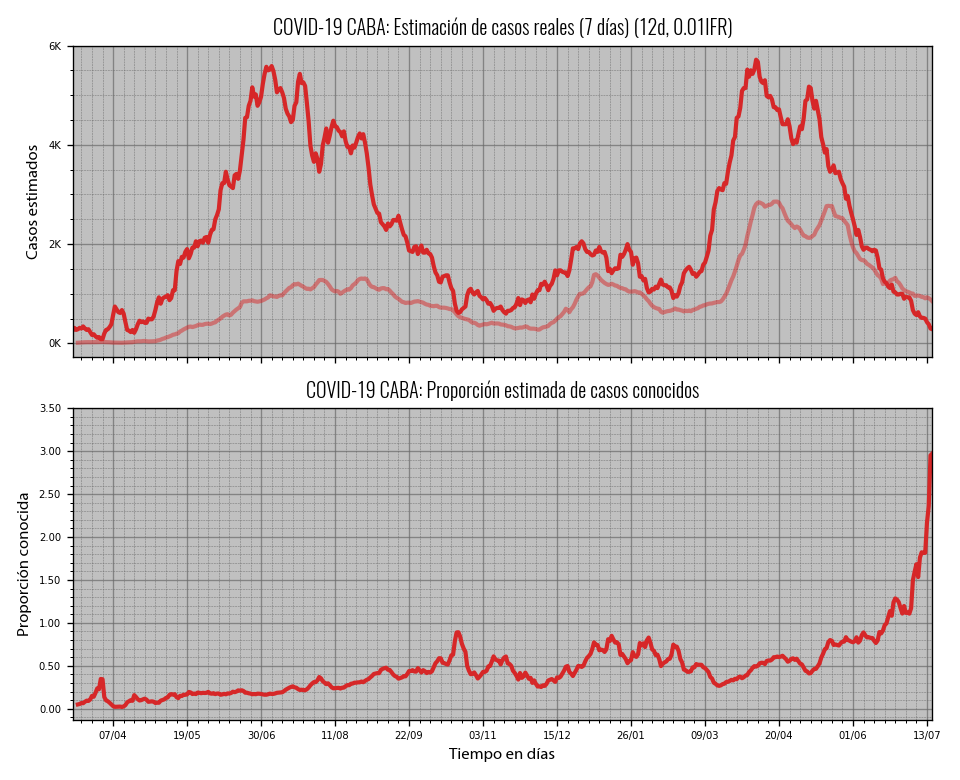 COVID-19 CABA: Estimación de casos reales (7 días) (12d, 0.01IFR)
6K
4K
2K
0K
Casos estimados
COVID-19 CABA: Proporción estimada de casos conocidos
3.50
3.00
2.50
2.00
1.50
1.00
0.50
0.00
Proporción conocida
07/04 19/05 30/06 11/08 22/09 03/11 15/12 26/01 09/03 20/04 01/06 13/07
Tiempo en días